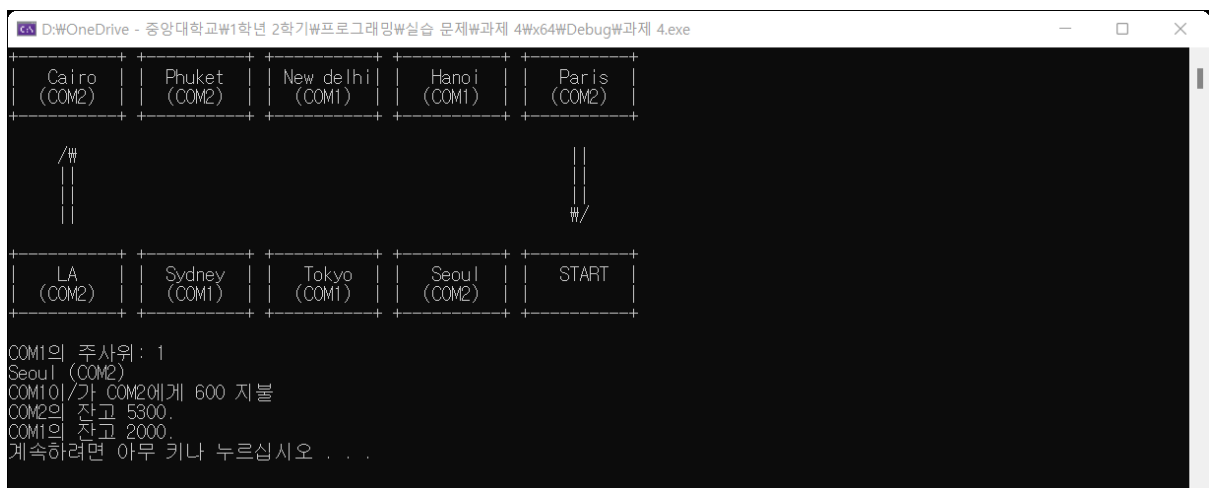 D:₩OneDrive - 중앙대학교₩1학년 2학기₩프로그래밍₩실습 문제₩과제 4₩x64₩Debug₩과제 4.exe
+----------+ +----------+ +----------+ +----------+ +----------+
|   Cairo  | |  Phuket  | | New delhi| |   Hanoi  | |   Paris  |
|  (COM2)  | |  (COM2)  | |  (COM1)  | |  (COM1)  | |  (COM2)  |
+----------+ +----------+ +----------+ +----------+ +----------+
/₩ ||
|| ||
|| ||
|| ₩/
+----------+ +----------+ +----------+ +----------+ +----------+
|    LA    | |  Sydney  | |   Tokyo  | |   Seoul  | |   START  |
|  (COM2)  | |  (COM1)  | |  (COM1)  | |  (COM2)  | |          |
+----------+ +----------+ +----------+ +----------+ +----------+
COM1의 주사위: 1
Seoul (COM2)
COM1이/가 COM2에게 600 지불
COM2의 잔고 5300.
COM1의 잔고 2000.
계속하려면 아무 키나 누르십시오 . . .